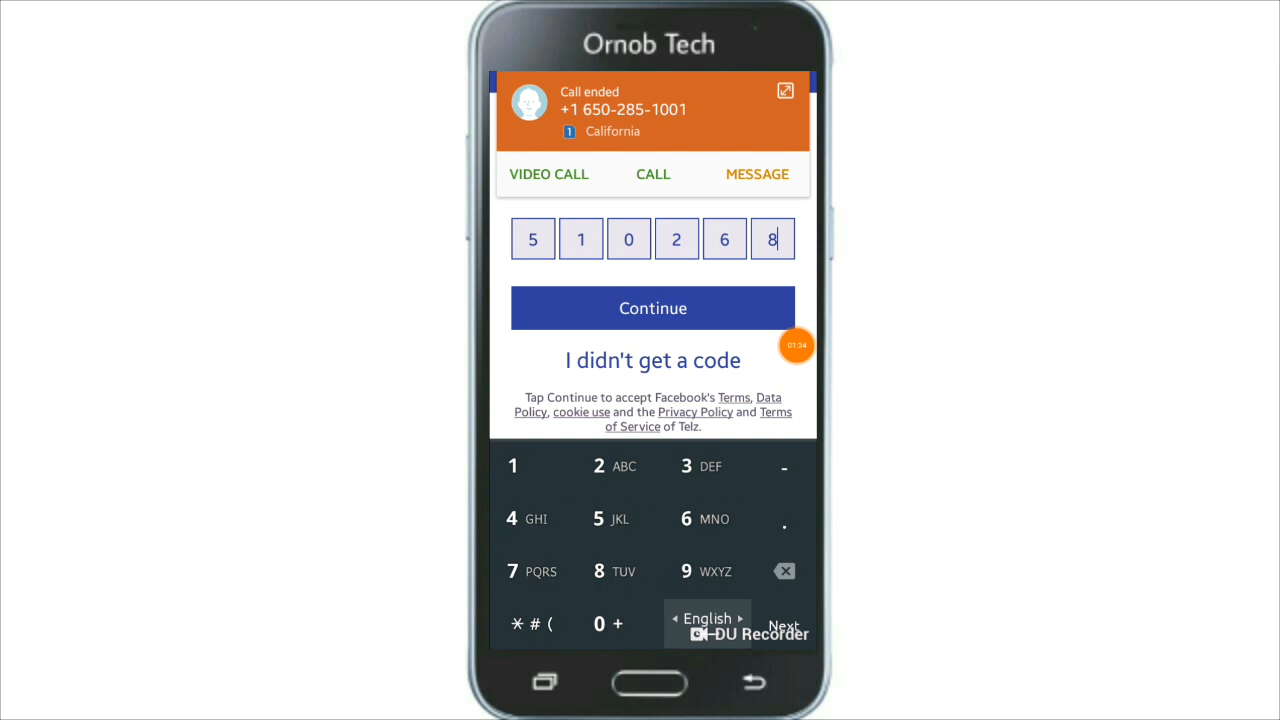 Ornob Tech
Call ended
+1 650-285-1001
1 California
VIDEO CALL CALL MESSAGE
5 1 0 2 6 8
Continue
01:34
I didn't get a code
Tap Continue to accept Facebook's Terms, Data
Policy, cookie use and the Privacy Policy and Terms
of Service of Telz.
1 2 ABC 3 DEF -
4 GHI 5 JKL 6 MNO .
7 PQRS 8 TUV 9 WXYZ
* # ( 0 + English Next
DU Recorder